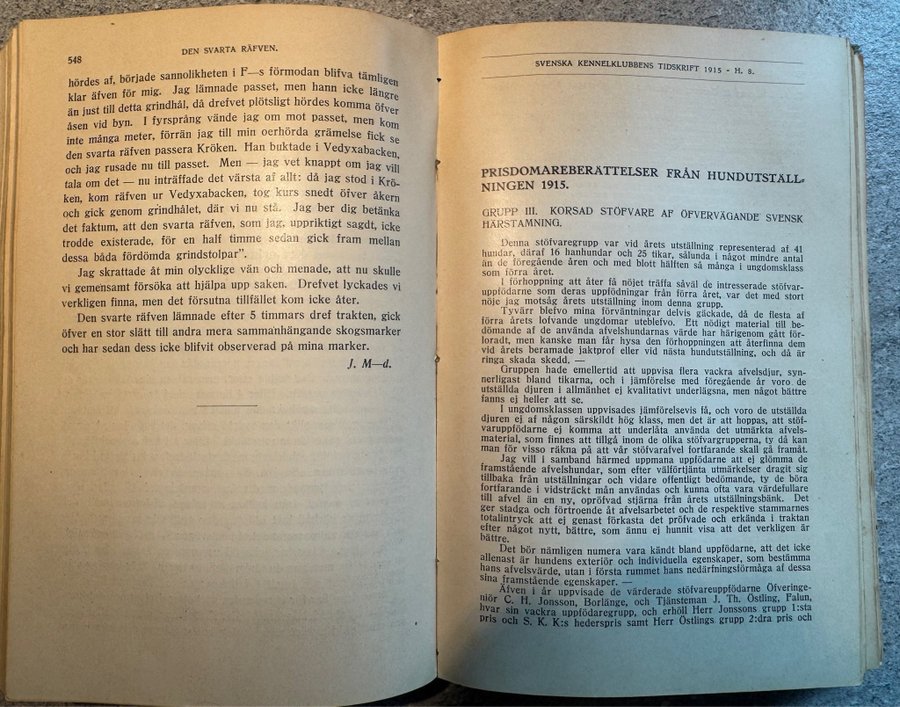 548
DEN SVARTA RÄFVEN.
hördes af, började sannolikheten i F—s förmodan blifva tämligen
klar äfven för mig. Jag lämnade passet, men hann icke längre
än just till detta grindhål, då drefvet plötsligt hördes komma öfver
åsen vid byn. I fyrsprång vände jag om mot passet, men kom
inte många meter, förrän jag till min oerhörda grämelse fick se
den svarta räfven passera Kröken. Han buktade i Vedyxabacken,
och jag rusade nu till passet. Men — jag vet knappt om jag vill
tala om det — nu inträffade det värsta af allt: då jag stod i Krö-
ken, kom räfven ur Vedyxabacken, tog kurs snedt öfver åkern
och gick genom grindhålet, där vi nu stå. Jag ber dig betänka
det faktum, att den svarta räfven, som jag, uppriktigt sagdt, icke
trodde existerade, för en half timme sedan gick fram mellan
dessa båda fördömda grindstolpar”.
Jag skrattade åt min olycklige vän och menade, att nu skulle
vi gemensamt försöka att hjälpa upp saken. Drefvet lyckades vi
verkligen finna, men det försutna tillfället kom icke åter.
Den svarte räfven lämnade efter 5 timmars dref trakten, gick
öfver en stor slätt till andra mera sammanhängande skogsmarker
och har sedan dess icke blifvit observerad på mina marker.
J. M—d.
SVENSKA KENNELKLUBBENS TIDSKRIFT 1915 - H. 8.
PRISDOMAREBERÄTTELSER FRÅN HUNDUTSTÄLL-
NINGEN 1915.
GRUPP III. KORSAD STÖFVARE AF ÖFVERVÄGANDE SVENSK
HÄRSTAMNING.
Denna stöfvaregrupp var vid årets utställning representerad af 41
hundar, däraf 16 hanhundar och 25 tikar, sålunda i något mindre antal
än de föregående åren och med blott hälften så många i ungdomsklass
som förra året.
I förhoppning att åter få nöjet träffa såväl de intresserade stöfvar-
uppfödarne som deras uppfödningar från förra året, var det med stort
nöje jag motsåg årets utställning inom denna grupp.
Tyvärr blefvo mina förväntningar delvis gäckade, då de flesta af
förra årets lofvande ungdomar uteblefvo. Ett nödigt material till be-
dömande af de använda afvelshundarnas värde har härigenom gått för-
loradt, men kanske man får hysa den förhoppningen att återfinna dem
vid årets beramade jaktprof eller vid nästa hundutställning, och då är
ringa skada skedd. —
Gruppen hade emellertid att uppvisa flera vackra afvelsdjur, syn-
nerligast bland tikarna, och i jämförelse med föregående år voro de
utställda djuren i allmänhet ej kvalitativt underlägsna, men något bättre
fanns ej heller att se.
I ungdomsklassen uppvisades jämförelsevis få, och voro de utställda
djuren ej af någon särskildt hög klass, men det är att hoppas, att stöf-
varuppfödarne ej komma att underlåta använda det utmärkta afvels-
material, som finnes att tillgå inom de olika stöfvargrupperna, ty då kan
man för visso räkna på att vår stöfvarafvel fortfarande skall gå framåt.
Jag vill i samband härmed uppmana uppfödarne att ej glömma de
framstående afvelshundar, som efter välförtjänta utmärkelser dragit sig
tillbaka från utställningar och vidare offentligt bedömande, ty de böra
fortfarande i vidsträckt mån användas och kunna ofta vara värdefullare
till afvel än en ny, opröfvad stjärna från årets utställningsbänk. Det
ger stadga och förtroende åt afvelsarbetet och de respektive stammarnes
totalintryck att ej genast förkasta det pröfvade och erkända i traktan
efter något nytt, bättre, som ännu ej hunnit visa att det verkligen är
bättre.
Det bör nämligen numera vara kändt bland uppfödarne, att det icke
allenast är hundens exteriör och individuella egenskaper, som bestämma
hans afvelsvärde, utan i första rummet hans nedärfningsförmåga af dessa
sina framstående egenskaper. —
Äfven i år uppvisade de värderade stöfvareuppfödarne Öfveringe-
niör C. H. Jonsson, Borlänge, och Tjänsteman J. Th. Östling, Falun,
hvar sin vackra uppfödaregrupp, och erhöll Herr Jonssons grupp 1:sta
pris och S. K. K:s hederspris samt Herr Östlings grupp 2:dra pris och